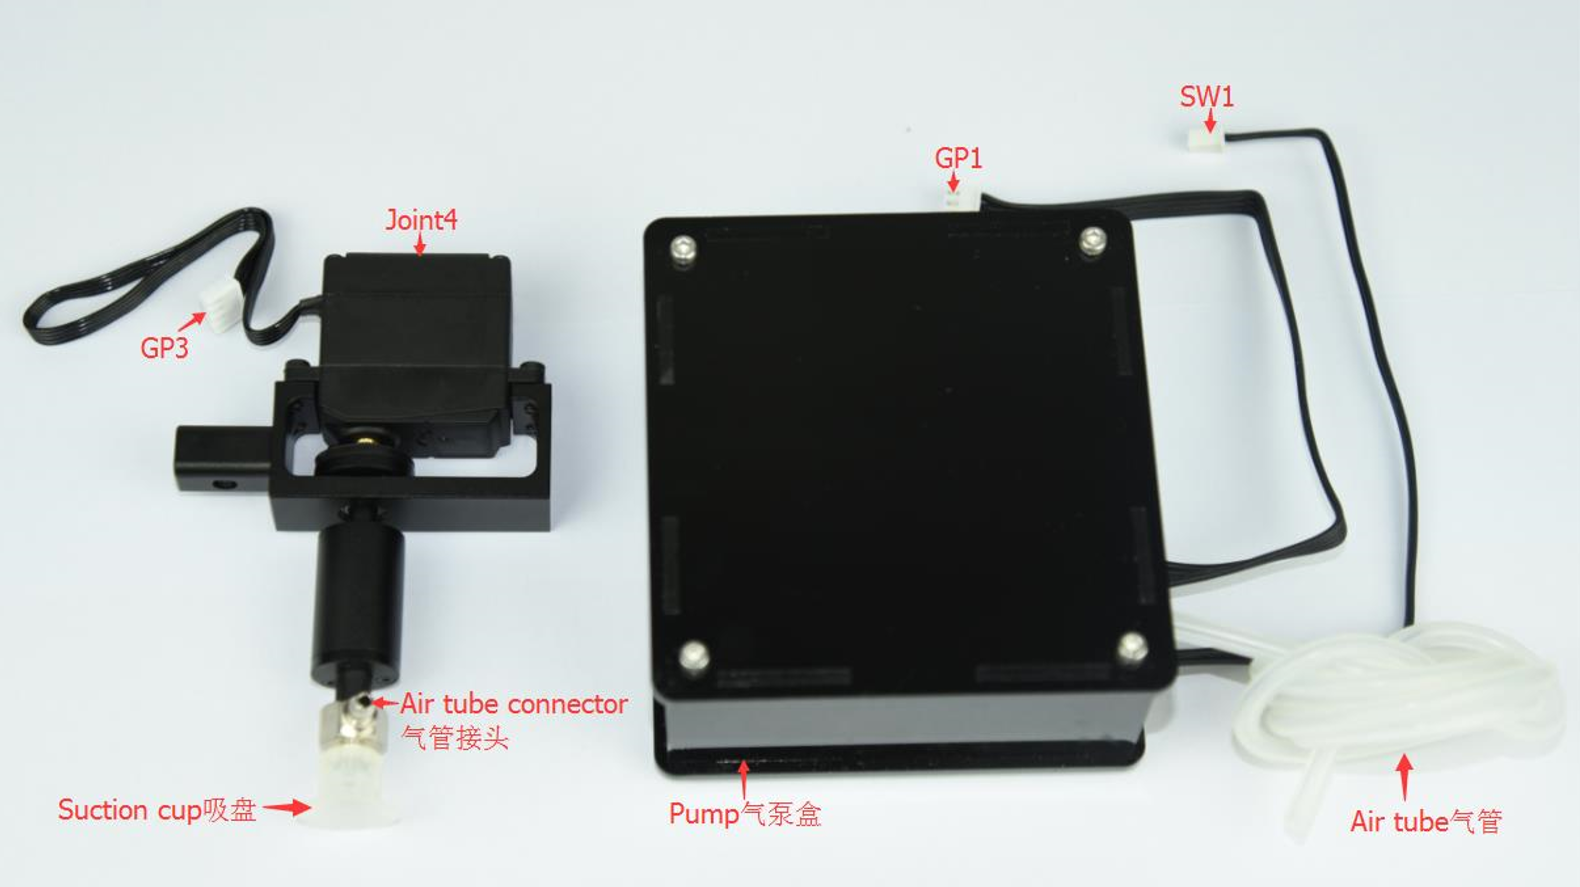 SW1
GP1
Joint4
GP3
Air tube connector
气管接头
Suction cup吸盘
Pump气泵盒
Air tube气管